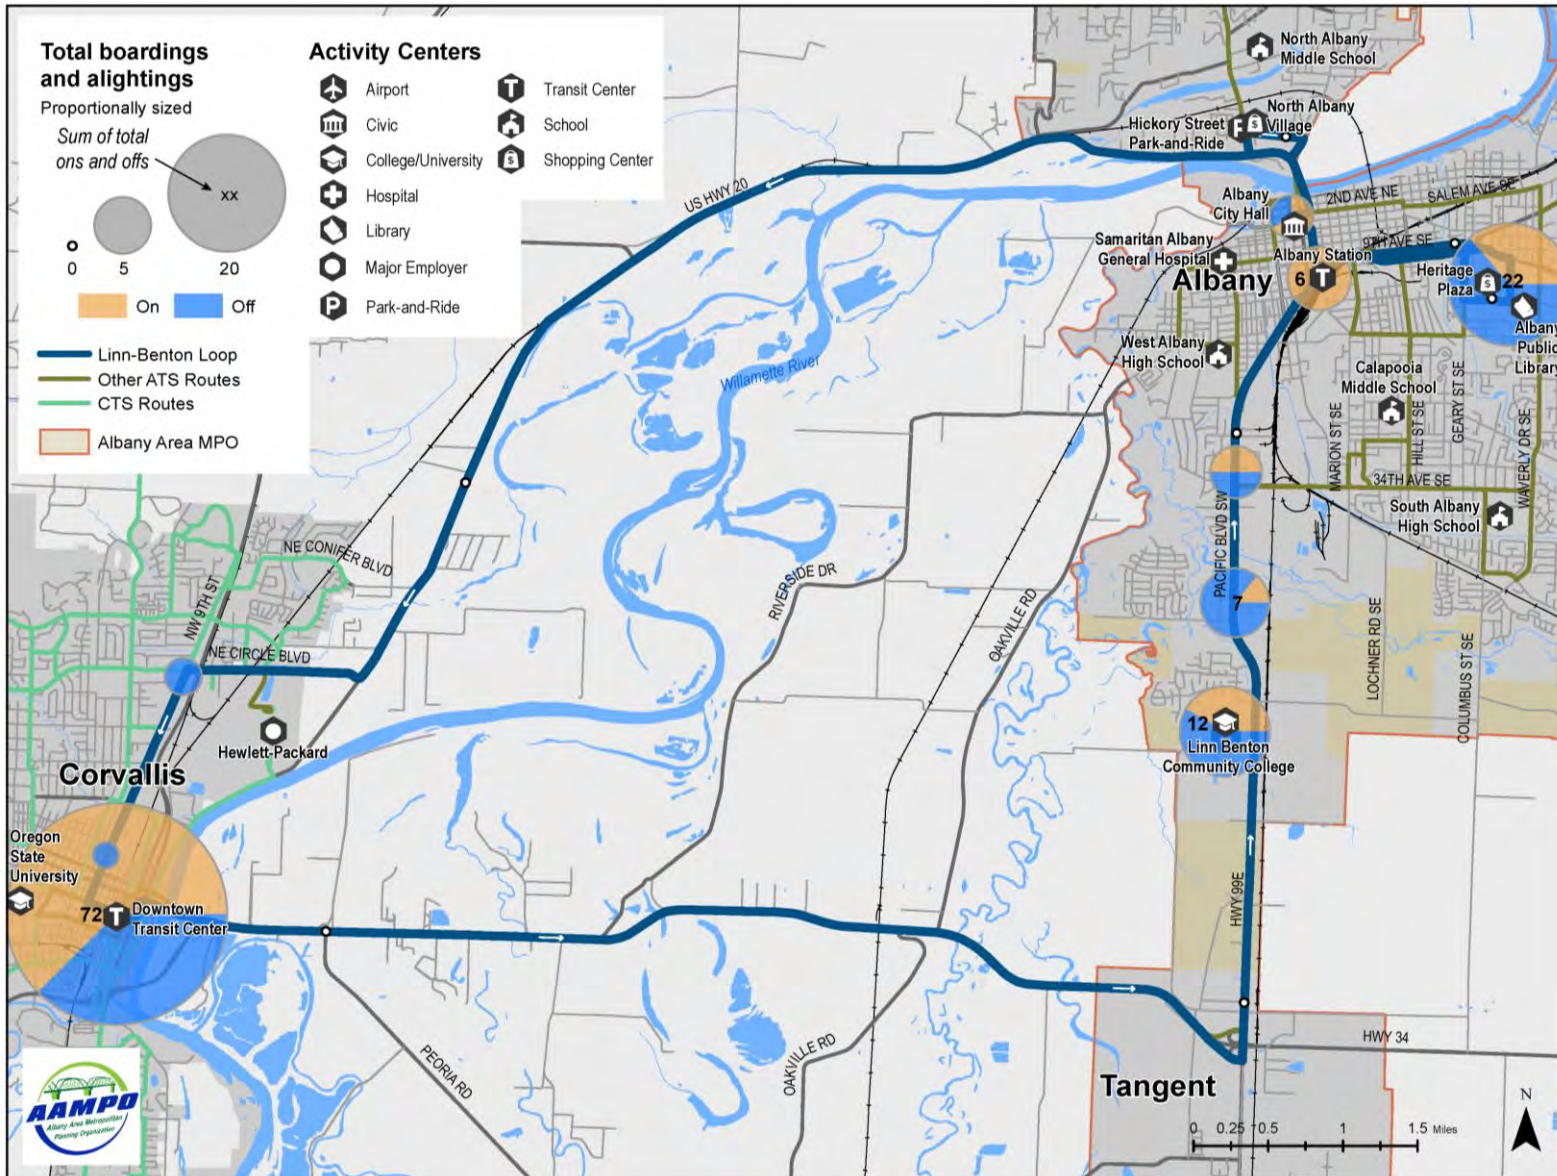 Total boardings
and alightings
Proportionally sized
Sum of total
ons and offs
xx
0
5
20
On
Off
Linn-Benton Loop
Other ATS Routes
CTS Routes
Albany Area MPO
Activity Centers
Airport
Civic
College/University
Hospital
Library
Major Employer
P
Park-and-Ride
T
Transit Center
School
$
Shopping Center
North Albany
Middle School
Hickory Street
Park-and-Ride
P
$
North Albany
Village
US HWY 20
Albany
City Hall
2ND AVE NE
SALEM AVE SE
9TH AVE SE
Samaritan Albany
General Hospital
Albany Station
Albany
6
T
Heritage
Plaza
$
22
Albany
Public
Library
West Albany
High School
Calapooia
Middle School
Willamette River
MARION ST SE
HILL ST SE
GEARY ST SE
WAVERLY DR SE
34TH AVE SE
South Albany
High School
PACIFIC BLVD SW
7
NE CONIFER BLVD
NW 9TH ST
NE CIRCLE BLVD
RIVERSIDE DR
OAKVILLE RD
LOCHNER RD SE
COLUMBUS ST SE
Hewlett-Packard
12
Linn Benton
Community College
Corvallis
Oregon
State
University
72
T
Downtown
Transit Center
HWY 99E
HWY 34
PEORIA RD
OAKVILLE RD
Tangent
AAMPO
Albany Area Metropolitan
Planning Organization
N
0 0.25 0.5 1 1.5 Miles